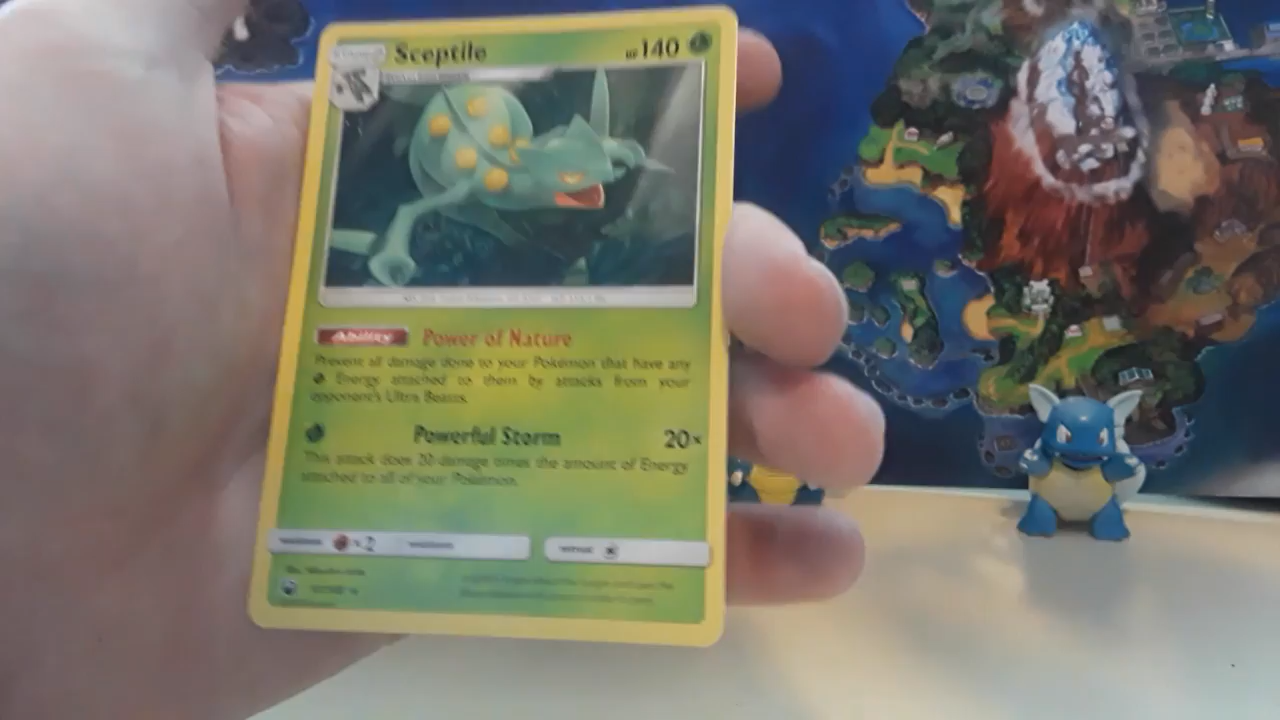 Sceptile 140
Ability Power of Nature
Prevent all damage done to your Pokémon that have any
Energy attached to them by attacks from your
opponent's Ultra Beasts.
Powerful Storm 20×
This attack does 20 damage times the amount of Energy
attached to all of your Pokémon.
×2